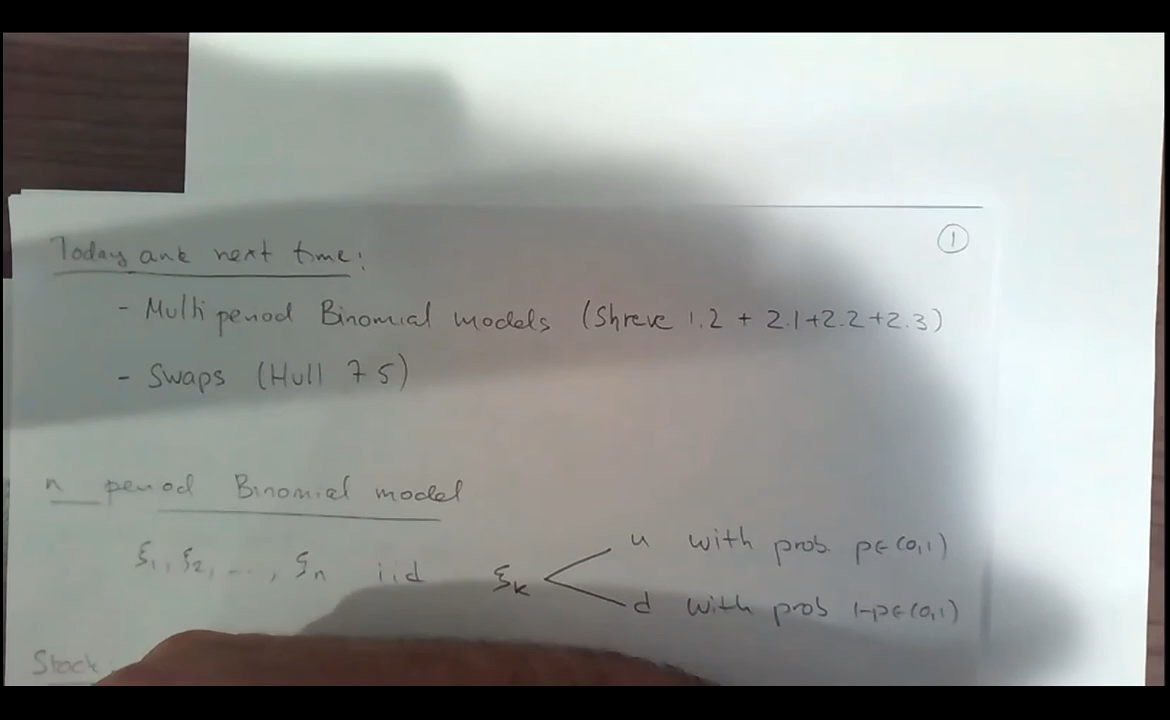 ①
Today and next time:
- Multi period Binomial models (Shreve 1.2 + 2.1+2.2+2.3)
- Swaps (Hull 7.5)
n period Binomial model
ξ₁, ξ₂, ..., ξₙ iid ξₖ
u with prob. p∈(0,1)
d with prob 1-p∈(0,1)
Stock: